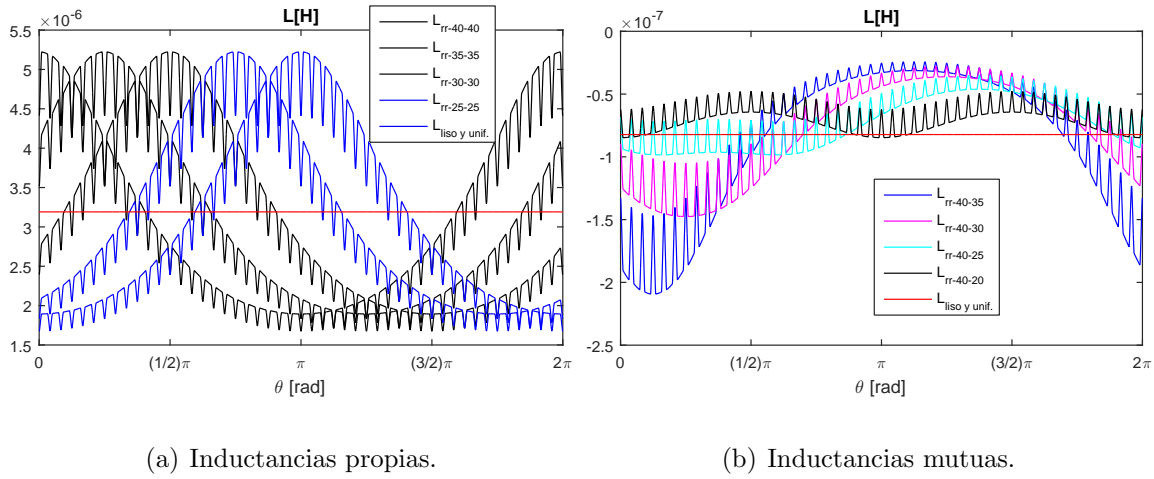 L[H]
×10^-6
5.5
5
4.5
4
3.5
3
2.5
2
1.5
0
(1/2)π
π
(3/2)π
2π
θ [rad]
L_rr-40-40
L_rr-35-35
L_rr-30-30
L_rr-25-25
L_liso y unif.
(a) Inductancias propias.
L[H]
×10^-7
0
-0.5
-1
-1.5
-2
-2.5
0
(1/2)π
π
(3/2)π
2π
θ [rad]
L_rr-40-35
L_rr-40-30
L_rr-40-25
L_rr-40-20
L_liso y unif.
(b) Inductancias mutuas.